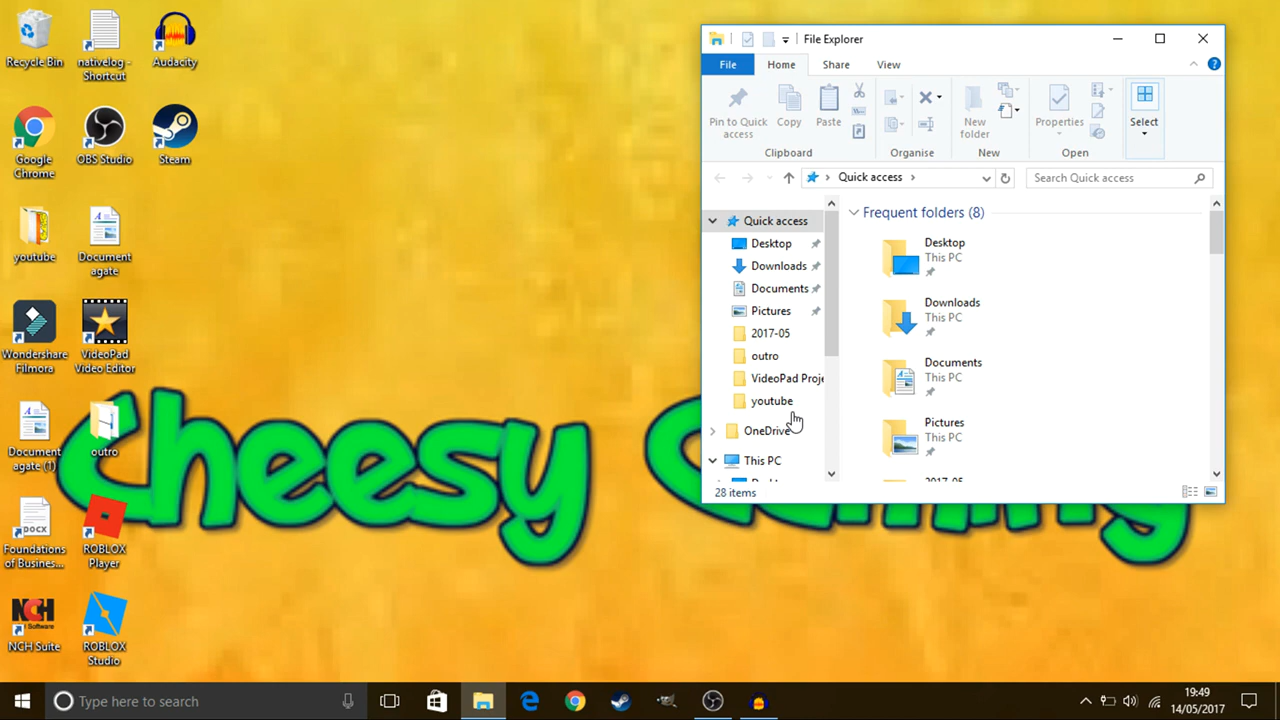 Recycle Bin
nativelog -
Shortcut
Audacity
Google
Chrome
OBS Studio
Steam
youtube
Document
agate
Wondershare
Filmora
VideoPad
Video Editor
Document
agate (1)
outro
DOCX
Foundations
of Busines...
ROBLOX
Player
NCH
Software
NCH Suite
ROBLOX
Studio
Cheesy
File Explorer
File
Home
Share
View
Pin to Quick
access
Copy
Paste
New
folder
Properties
Select
Clipboard
Organise
New
Open
Quick access
Search Quick access
Quick access
Desktop
Downloads
Documents
Pictures
2017-05
outro
VideoPad Proje
youtube
OneDrive
This PC
Frequent folders (8)
Desktop
This PC
Downloads
This PC
Documents
This PC
Pictures
This PC
2017-05
28 items
Type here to search
19:49
14/05/2017